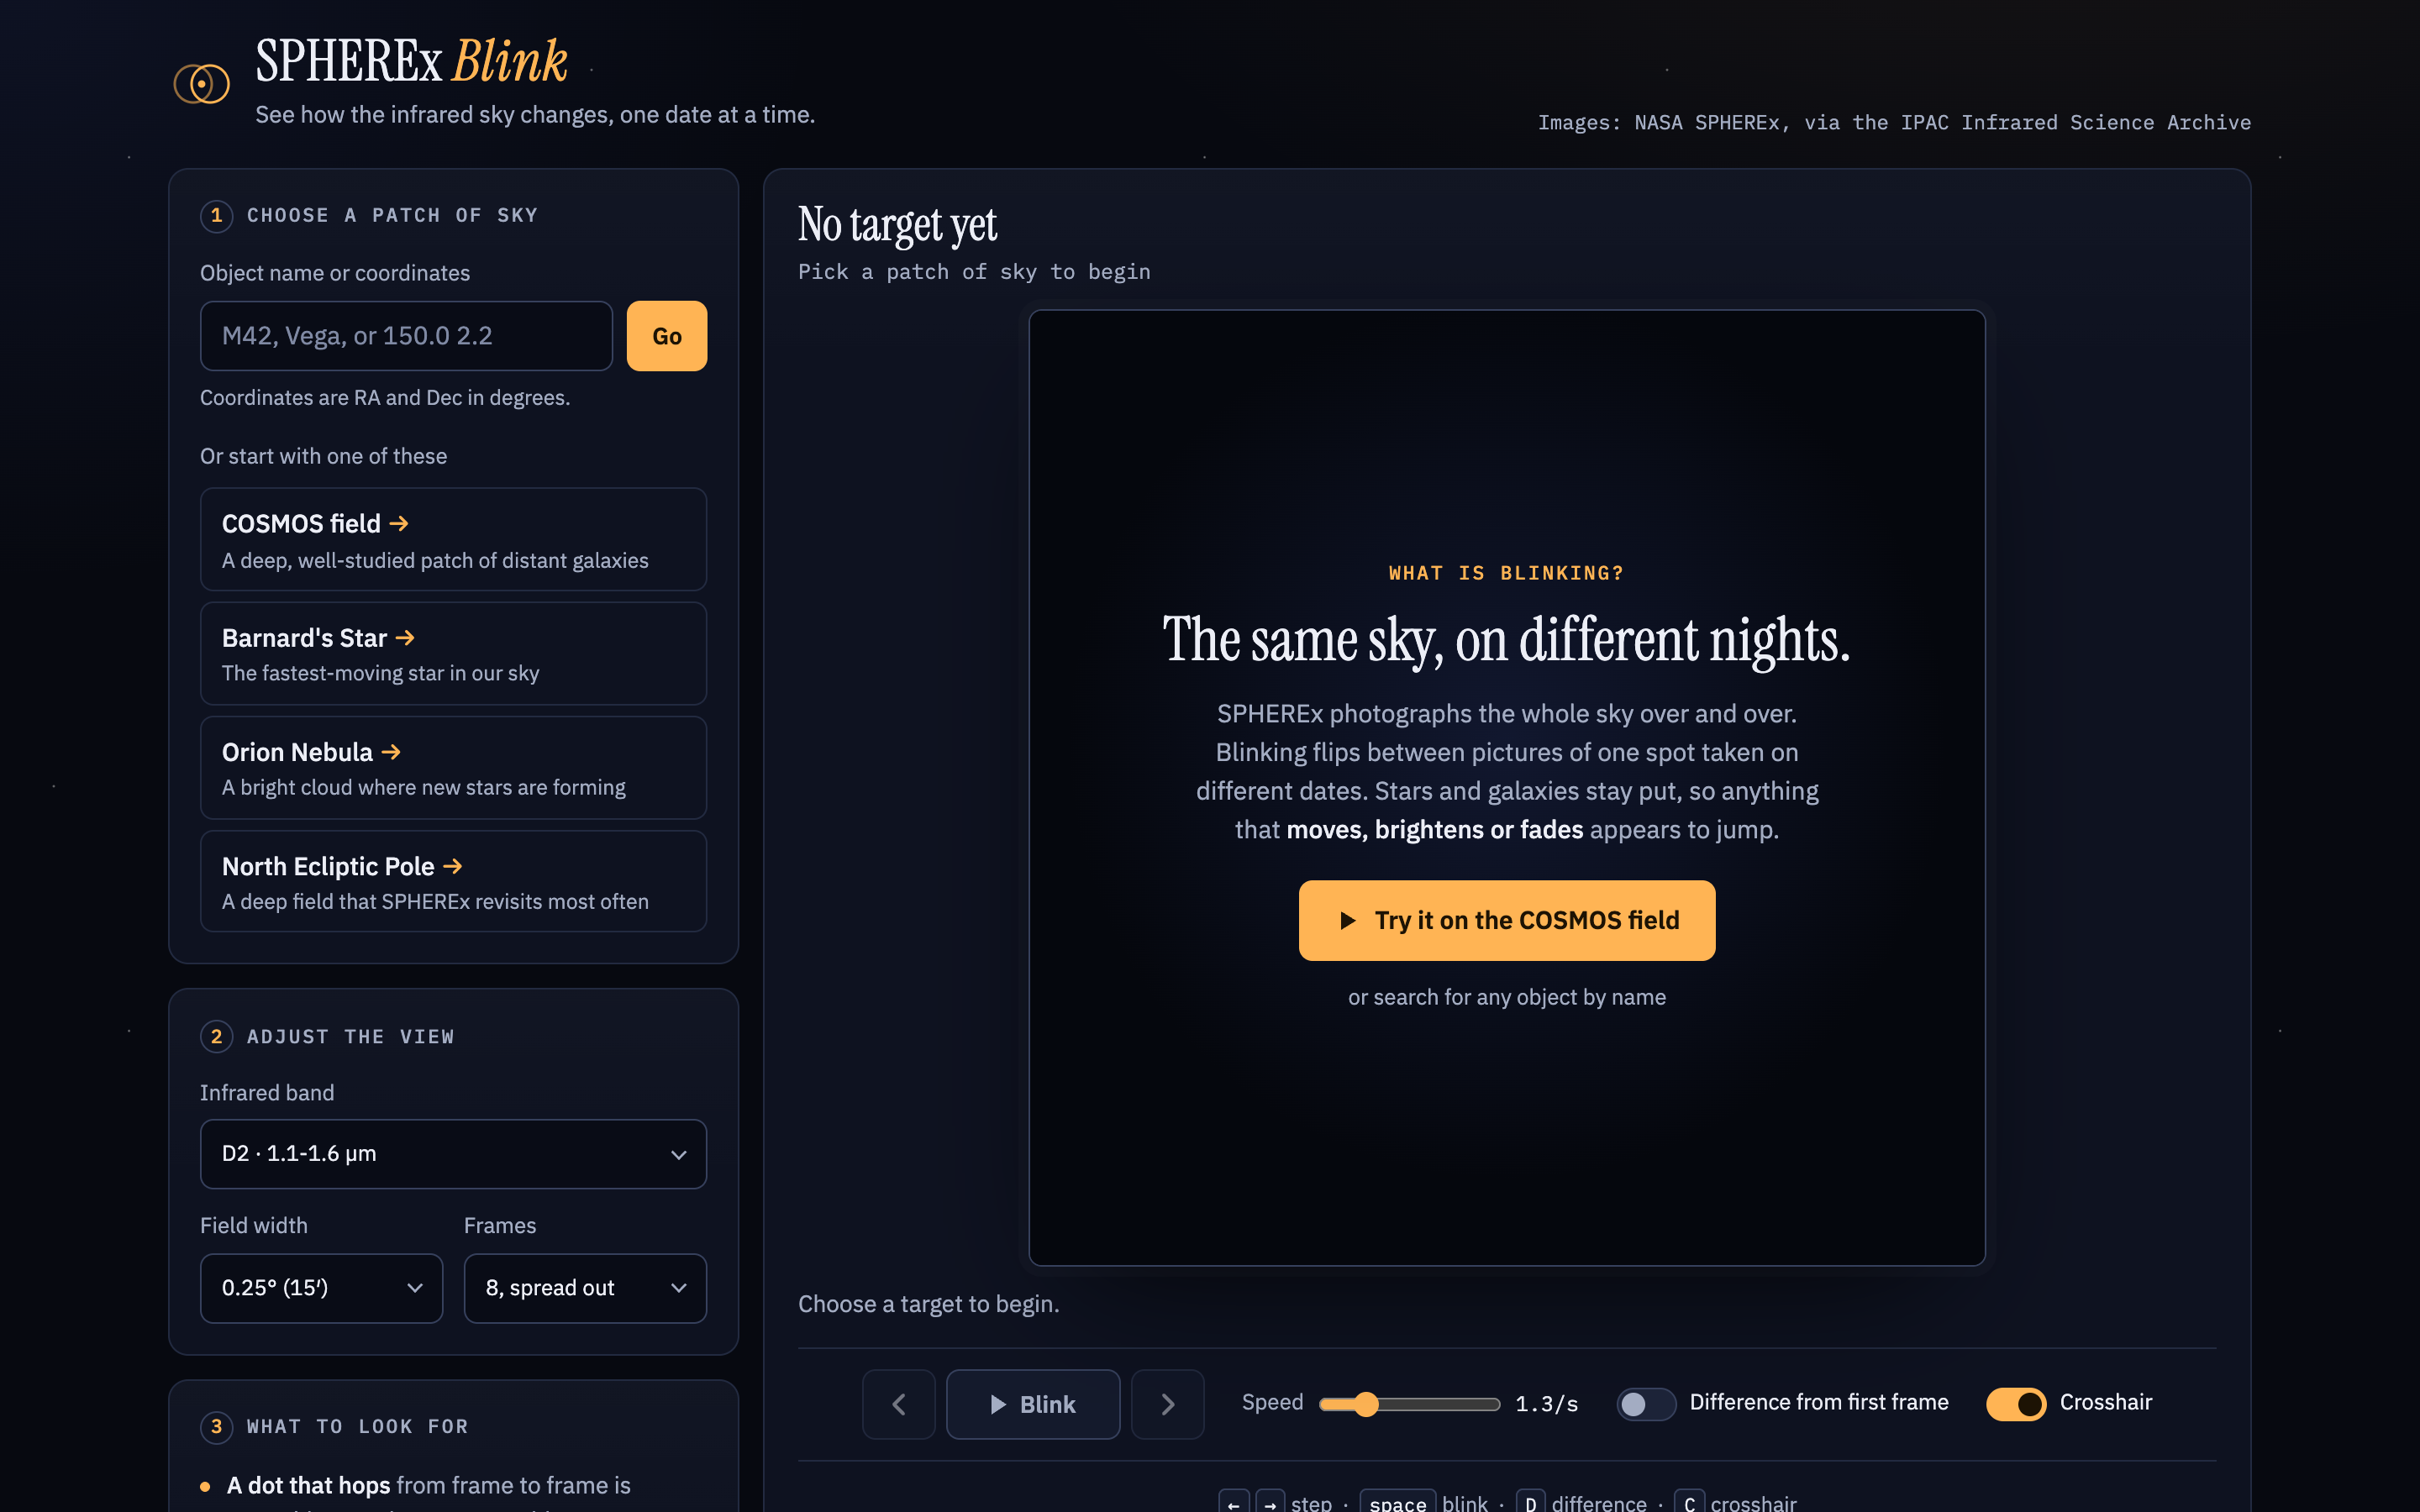 SPHEREx Blink
See how the infrared sky changes, one date at a time.
Images: NASA SPHEREx, via the IPAC Infrared Science Archive
1 CHOOSE A PATCH OF SKY
Object name or coordinates
M42, Vega, or 150.0 2.2
Go
Coordinates are RA and Dec in degrees.
Or start with one of these
COSMOS field →
A deep, well-studied patch of distant galaxies
Barnard's Star →
The fastest-moving star in our sky
Orion Nebula →
A bright cloud where new stars are forming
North Ecliptic Pole →
A deep field that SPHEREx revisits most often
2 ADJUST THE VIEW
Infrared band
D2 · 1.1-1.6 µm
Field width
Frames
0.25° (15′)
8, spread out
3 WHAT TO LOOK FOR
A dot that hops from frame to frame is
No target yet
Pick a patch of sky to begin
WHAT IS BLINKING?
The same sky, on different nights.
SPHEREx photographs the whole sky over and over.
Blinking flips between pictures of one spot taken on
different dates. Stars and galaxies stay put, so anything
that moves, brightens or fades appears to jump.
Try it on the COSMOS field
or search for any object by name
Choose a target to begin.
Blink
Speed
1.3/s
Difference from first frame
Crosshair
← → step · space blink · D difference · C crosshair